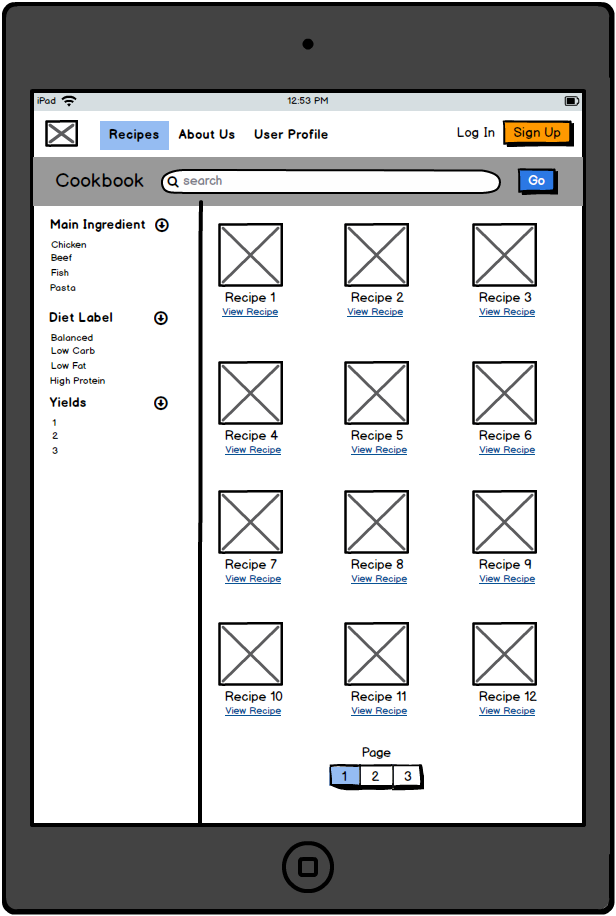 iPad 12:53 PM
Recipes About Us User Profile Log In Sign Up
Cookbook search Go
Main Ingredient
Chicken
Beef
Fish
Pasta
Diet Label
Balanced
Low Carb
Low Fat
High Protein
Yields
1
2
3
Recipe 1 Recipe 2 Recipe 3
View Recipe View Recipe View Recipe
Recipe 4 Recipe 5 Recipe 6
View Recipe View Recipe View Recipe
Recipe 7 Recipe 8 Recipe 9
View Recipe View Recipe View Recipe
Recipe 10 Recipe 11 Recipe 12
View Recipe View Recipe View Recipe
Page
1 2 3